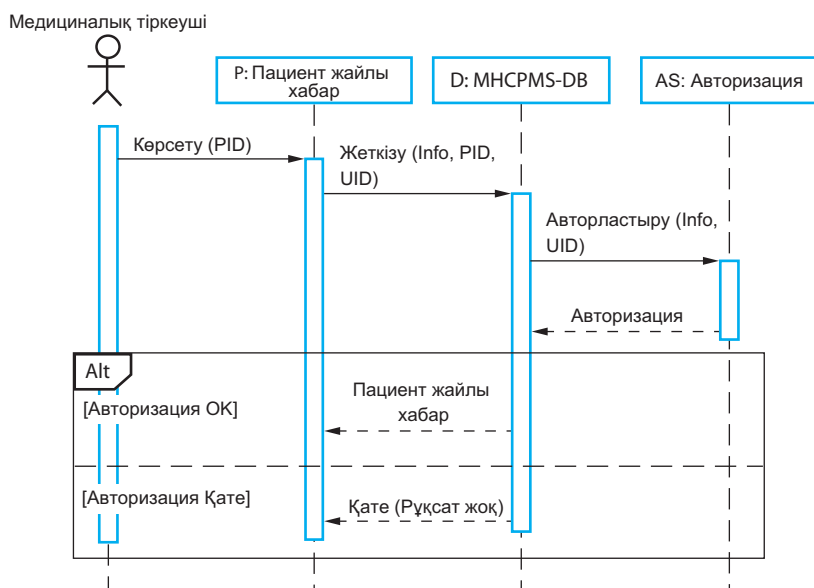 Медициналық тіркеуші
P: Пациент жайлы
хабар
D: MHCPMS-DB
AS: Авторизация
Көрсету (PID)
Жеткізу (Info, PID,
UID)
Авторластыру (Info,
UID)
Авторизация
Alt
[Авторизация OK]
Пациент жайлы
хабар
[Авторизация Қате]
Қате (Рұқсат жоқ)